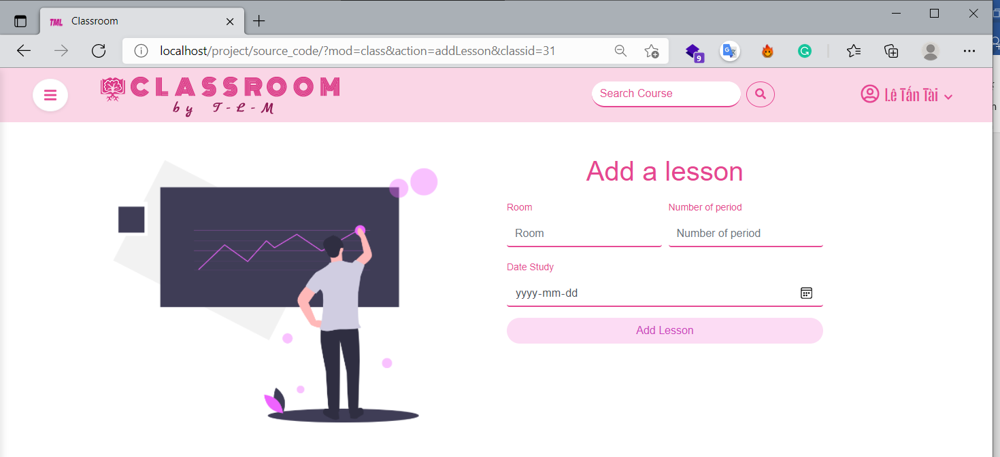 TML Classroom
localhost/project/source_code/?mod=class&action=addLesson&classid=31
9
CLASSROOM
by T-L-M
Search Course
Lê Tấn Tài
Add a lesson
Room Number of period
Room Number of period
Date Study
yyyy-mm-dd
Add Lesson